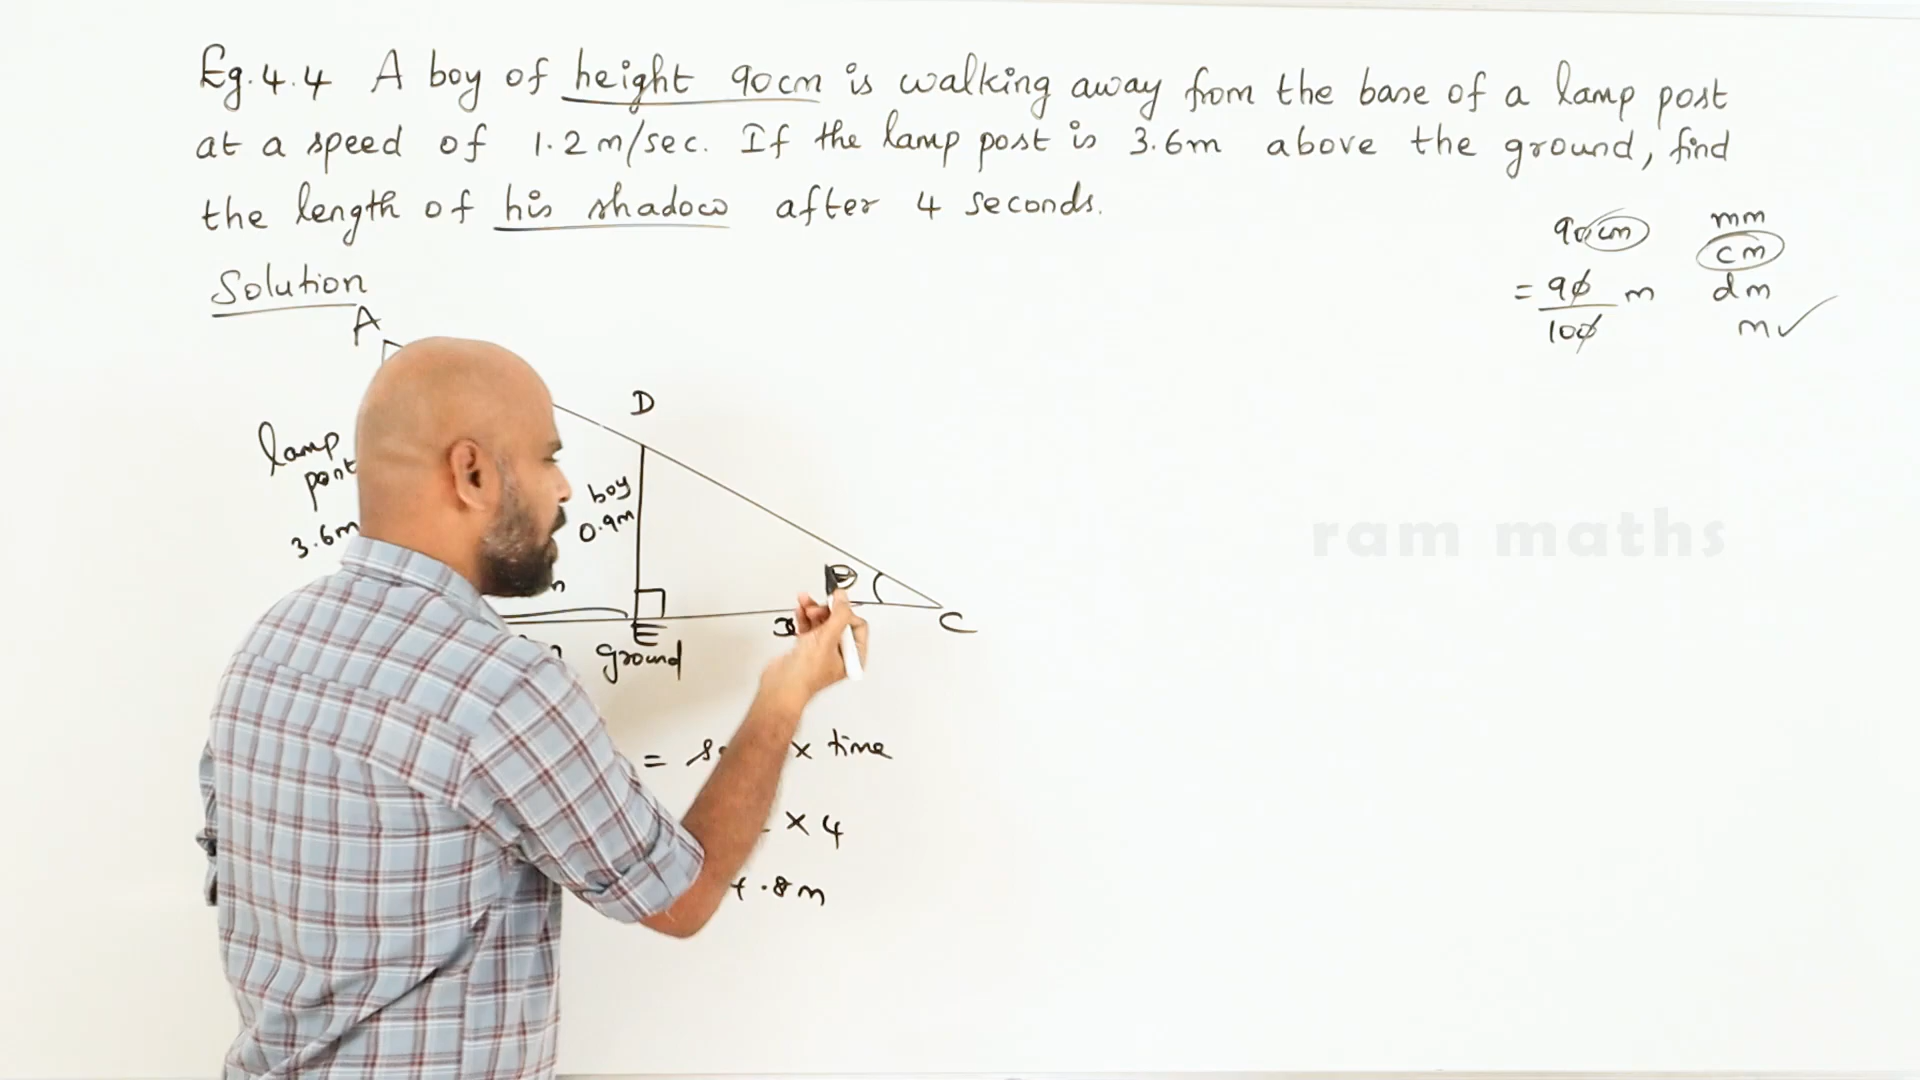 Eg.4.4 A boy of height 90cm is walking away from the base of a lamp post
at a speed of 1.2 m/sec. If the lamp post is 3.6m above the ground, find
the length of his shadow after 4 seconds.
Solution
90cm
= 90/100 m
mm
cm
dm
m✓
A
D
lamp
post
3.6m
boy
0.9m
θ
x
E
C
ground
= × time
× 4
.8m
ram maths